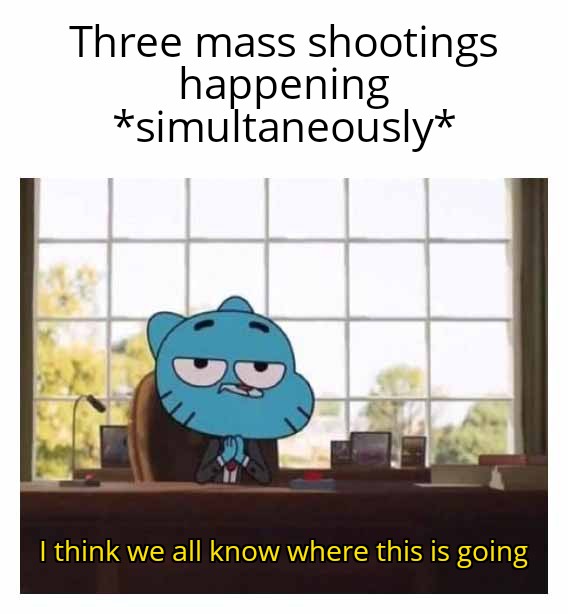 Three mass shootings
happening
*simultaneously*
I think we all know where this is going